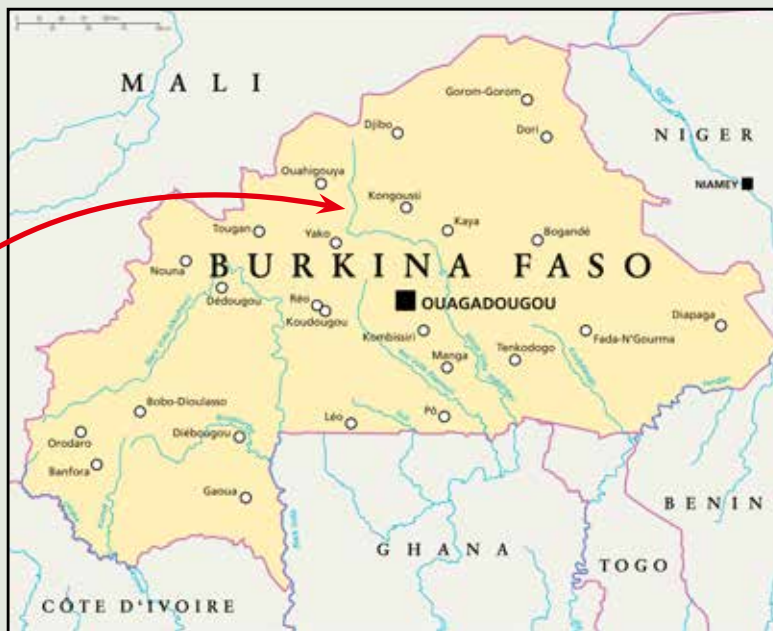 MALI
Gorom-Gorom
Djibo
Dori
NIGER
Niger
Ouahigouya
NIAMEY
Kongoussi
Tougan
Yako
Kaya
Bogandé
Nouna
BURKINA FASO
Dédougou
Réo
OUAGADOUGOU
Koudougou
Diapaga
Kombissiri
Fada-N'Gourma
Manga
Tenkodogo
Bobo-Dioulasso
Léo
Pô
Orodaro
Diébougou
Banfora
Gaoua
BENIN
GHANA
TOGO
CÔTE D'IVOIRE